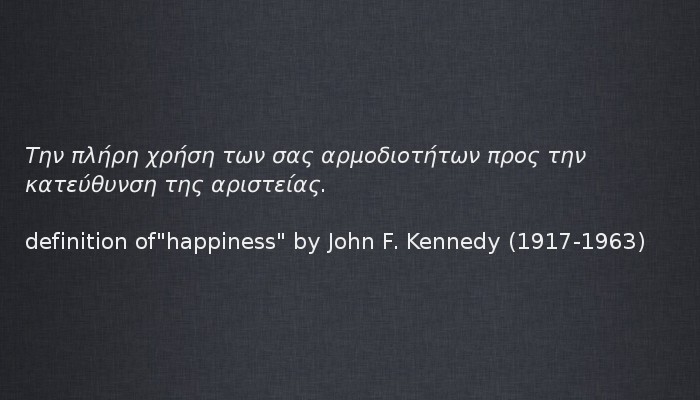 Την πλήρη χρήση των σας αρμοδιοτήτων προς την
κατεύθυνση της αριστείας.
definition of"happiness" by John F. Kennedy (1917-1963)